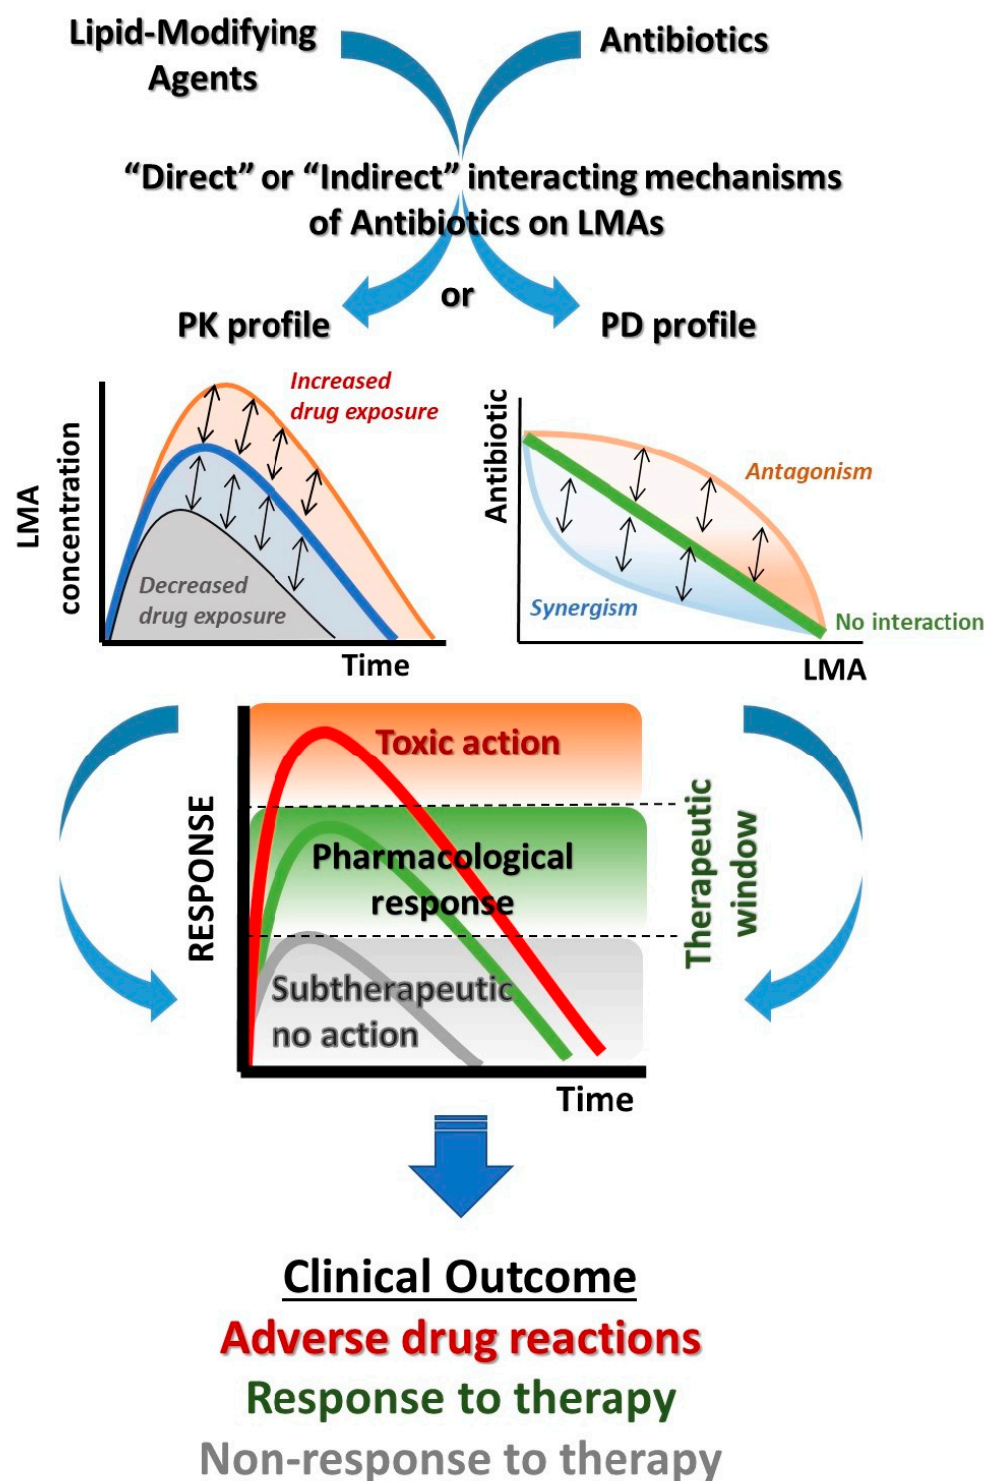 Lipid-Modifying
Agents
Antibiotics
“Direct” or “Indirect” interacting mechanisms
of Antibiotics on LMAs
or
PK profile
PD profile
LMA
concentration
Increased
drug exposure
Decreased
drug exposure
Time
Antibiotic
Antagonism
Synergism
No interaction
LMA
RESPONSE
Toxic action
Pharmacological
response
Subtherapeutic
no action
Therapeutic
window
Time
Clinical Outcome
Adverse drug reactions
Response to therapy
Non-response to therapy